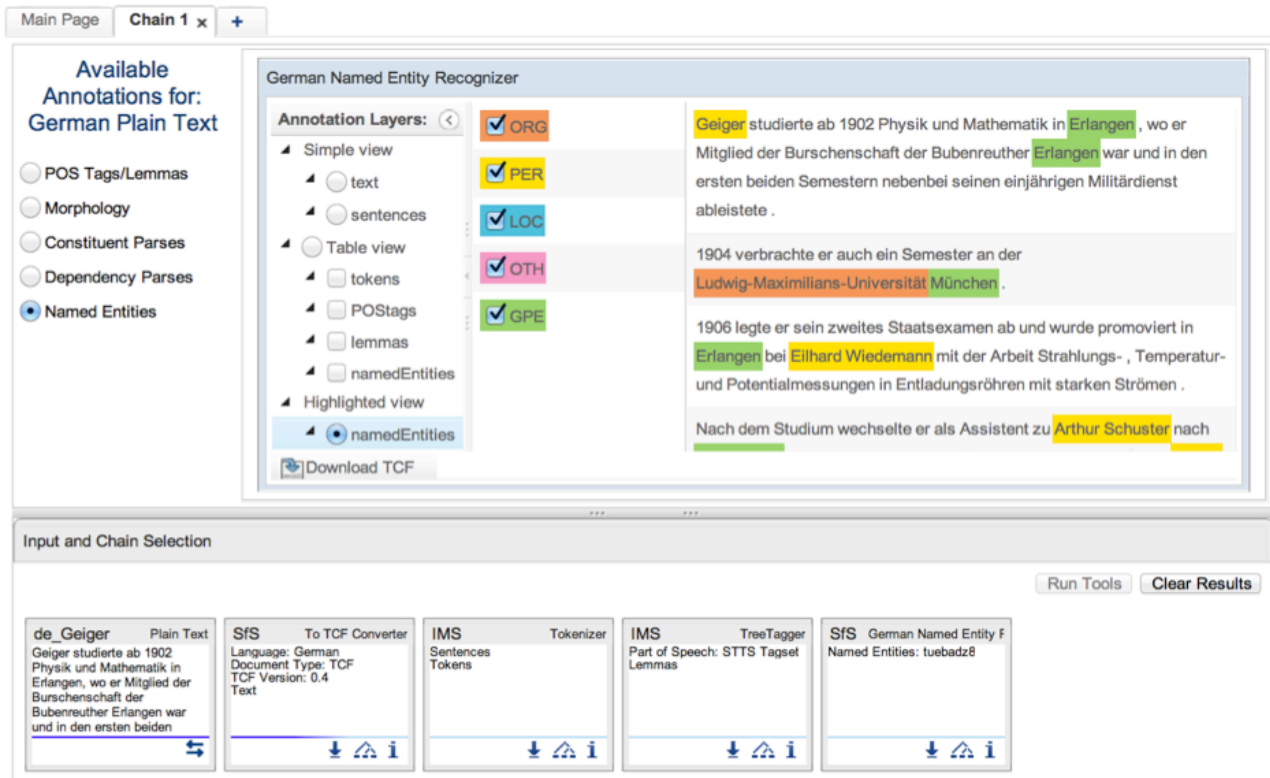 Main Page
Chain 1 x
+
Available
Annotations for:
German Plain Text
POS Tags/Lemmas
Morphology
Constituent Parses
Dependency Parses
Named Entities
German Named Entity Recognizer
Annotation Layers:
Simple view
text
sentences
Table view
tokens
POStags
lemmas
namedEntities
Highlighted view
namedEntities
Download TCF
ORG
PER
LOC
OTH
GPE
Geiger studierte ab 1902 Physik und Mathematik in Erlangen , wo er
Mitglied der Burschenschaft der Bubenreuther Erlangen war und in den
ersten beiden Semestern nebenbei seinen einjährigen Militärdienst
ableistete .
1904 verbrachte er auch ein Semester an der
Ludwig-Maximilians-Universität München .
1906 legte er sein zweites Staatsexamen ab und wurde promoviert in
Erlangen bei Eilhard Wiedemann mit der Arbeit Strahlungs- , Temperatur-
und Potentialmessungen in Entladungsröhren mit starken Strömen .
Nach dem Studium wechselte er als Assistent zu Arthur Schuster nach
Input and Chain Selection
Run Tools
Clear Results
de_Geiger Plain Text
Geiger studierte ab 1902
Physik und Mathematik in
Erlangen, wo er Mitglied der
Burschenschaft der
Bubenreuther Erlangen war
und in den ersten beiden
SfS To TCF Converter
Language: German
Document Type: TCF
TCF Version: 0.4
Text
IMS Tokenizer
Sentences
Tokens
IMS TreeTagger
Part of Speech: STTS Tagset
Lemmas
SfS German Named Entity F
Named Entities: tuebadz8